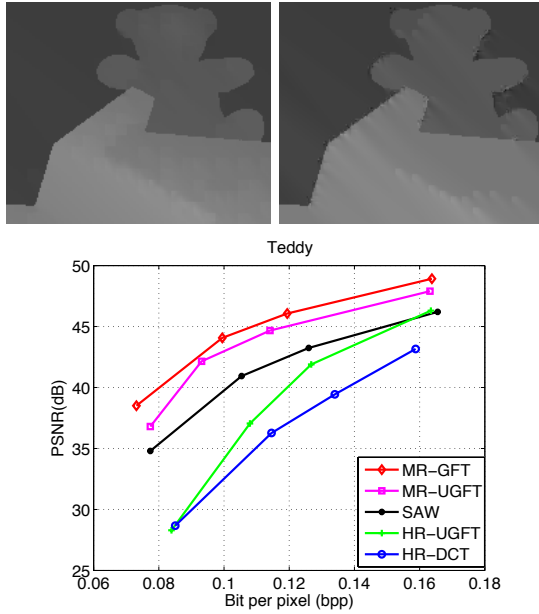 Teddy
PSNR(dB)
50
45
40
35
30
25
0.06 0.08 0.1 0.12 0.14 0.16 0.18
Bit per pixel (bpp)
MR−GFT
MR−UGFT
SAW
HR−UGFT
HR−DCT